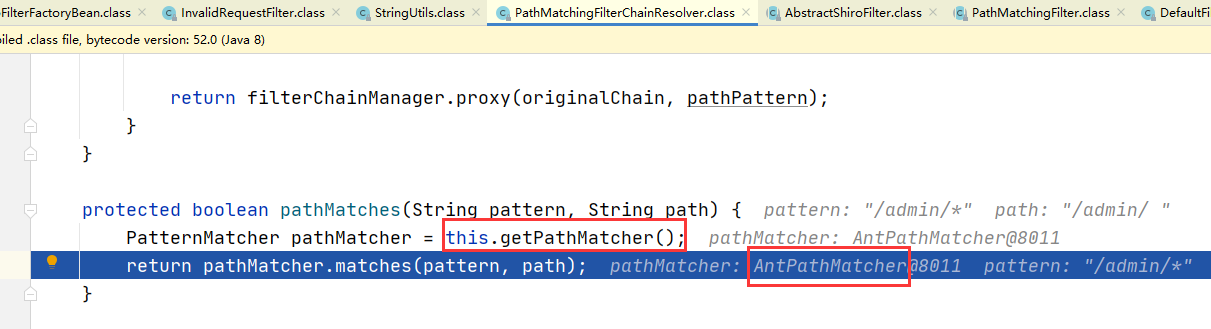 oFilterFactoryBean.class InvalidRequestFilter.class StringUtils.class PathMatchingFilterChainResolver.class AbstractShiroFilter.class PathMatchingFilter.class DefaultFi
piled .class file, bytecode version: 52.0 (Java 8)
return filterChainManager.proxy(originalChain, pathPattern);
}
}
protected boolean pathMatches(String pattern, String path) { pattern: "/admin/*" path: "/admin/ "
PatternMatcher pathMatcher = this.getPathMatcher(); pathMatcher: AntPathMatcher@8011
return pathMatcher.matches(pattern, path); pathMatcher: AntPathMatcher@8011 pattern: "/admin/*"
}